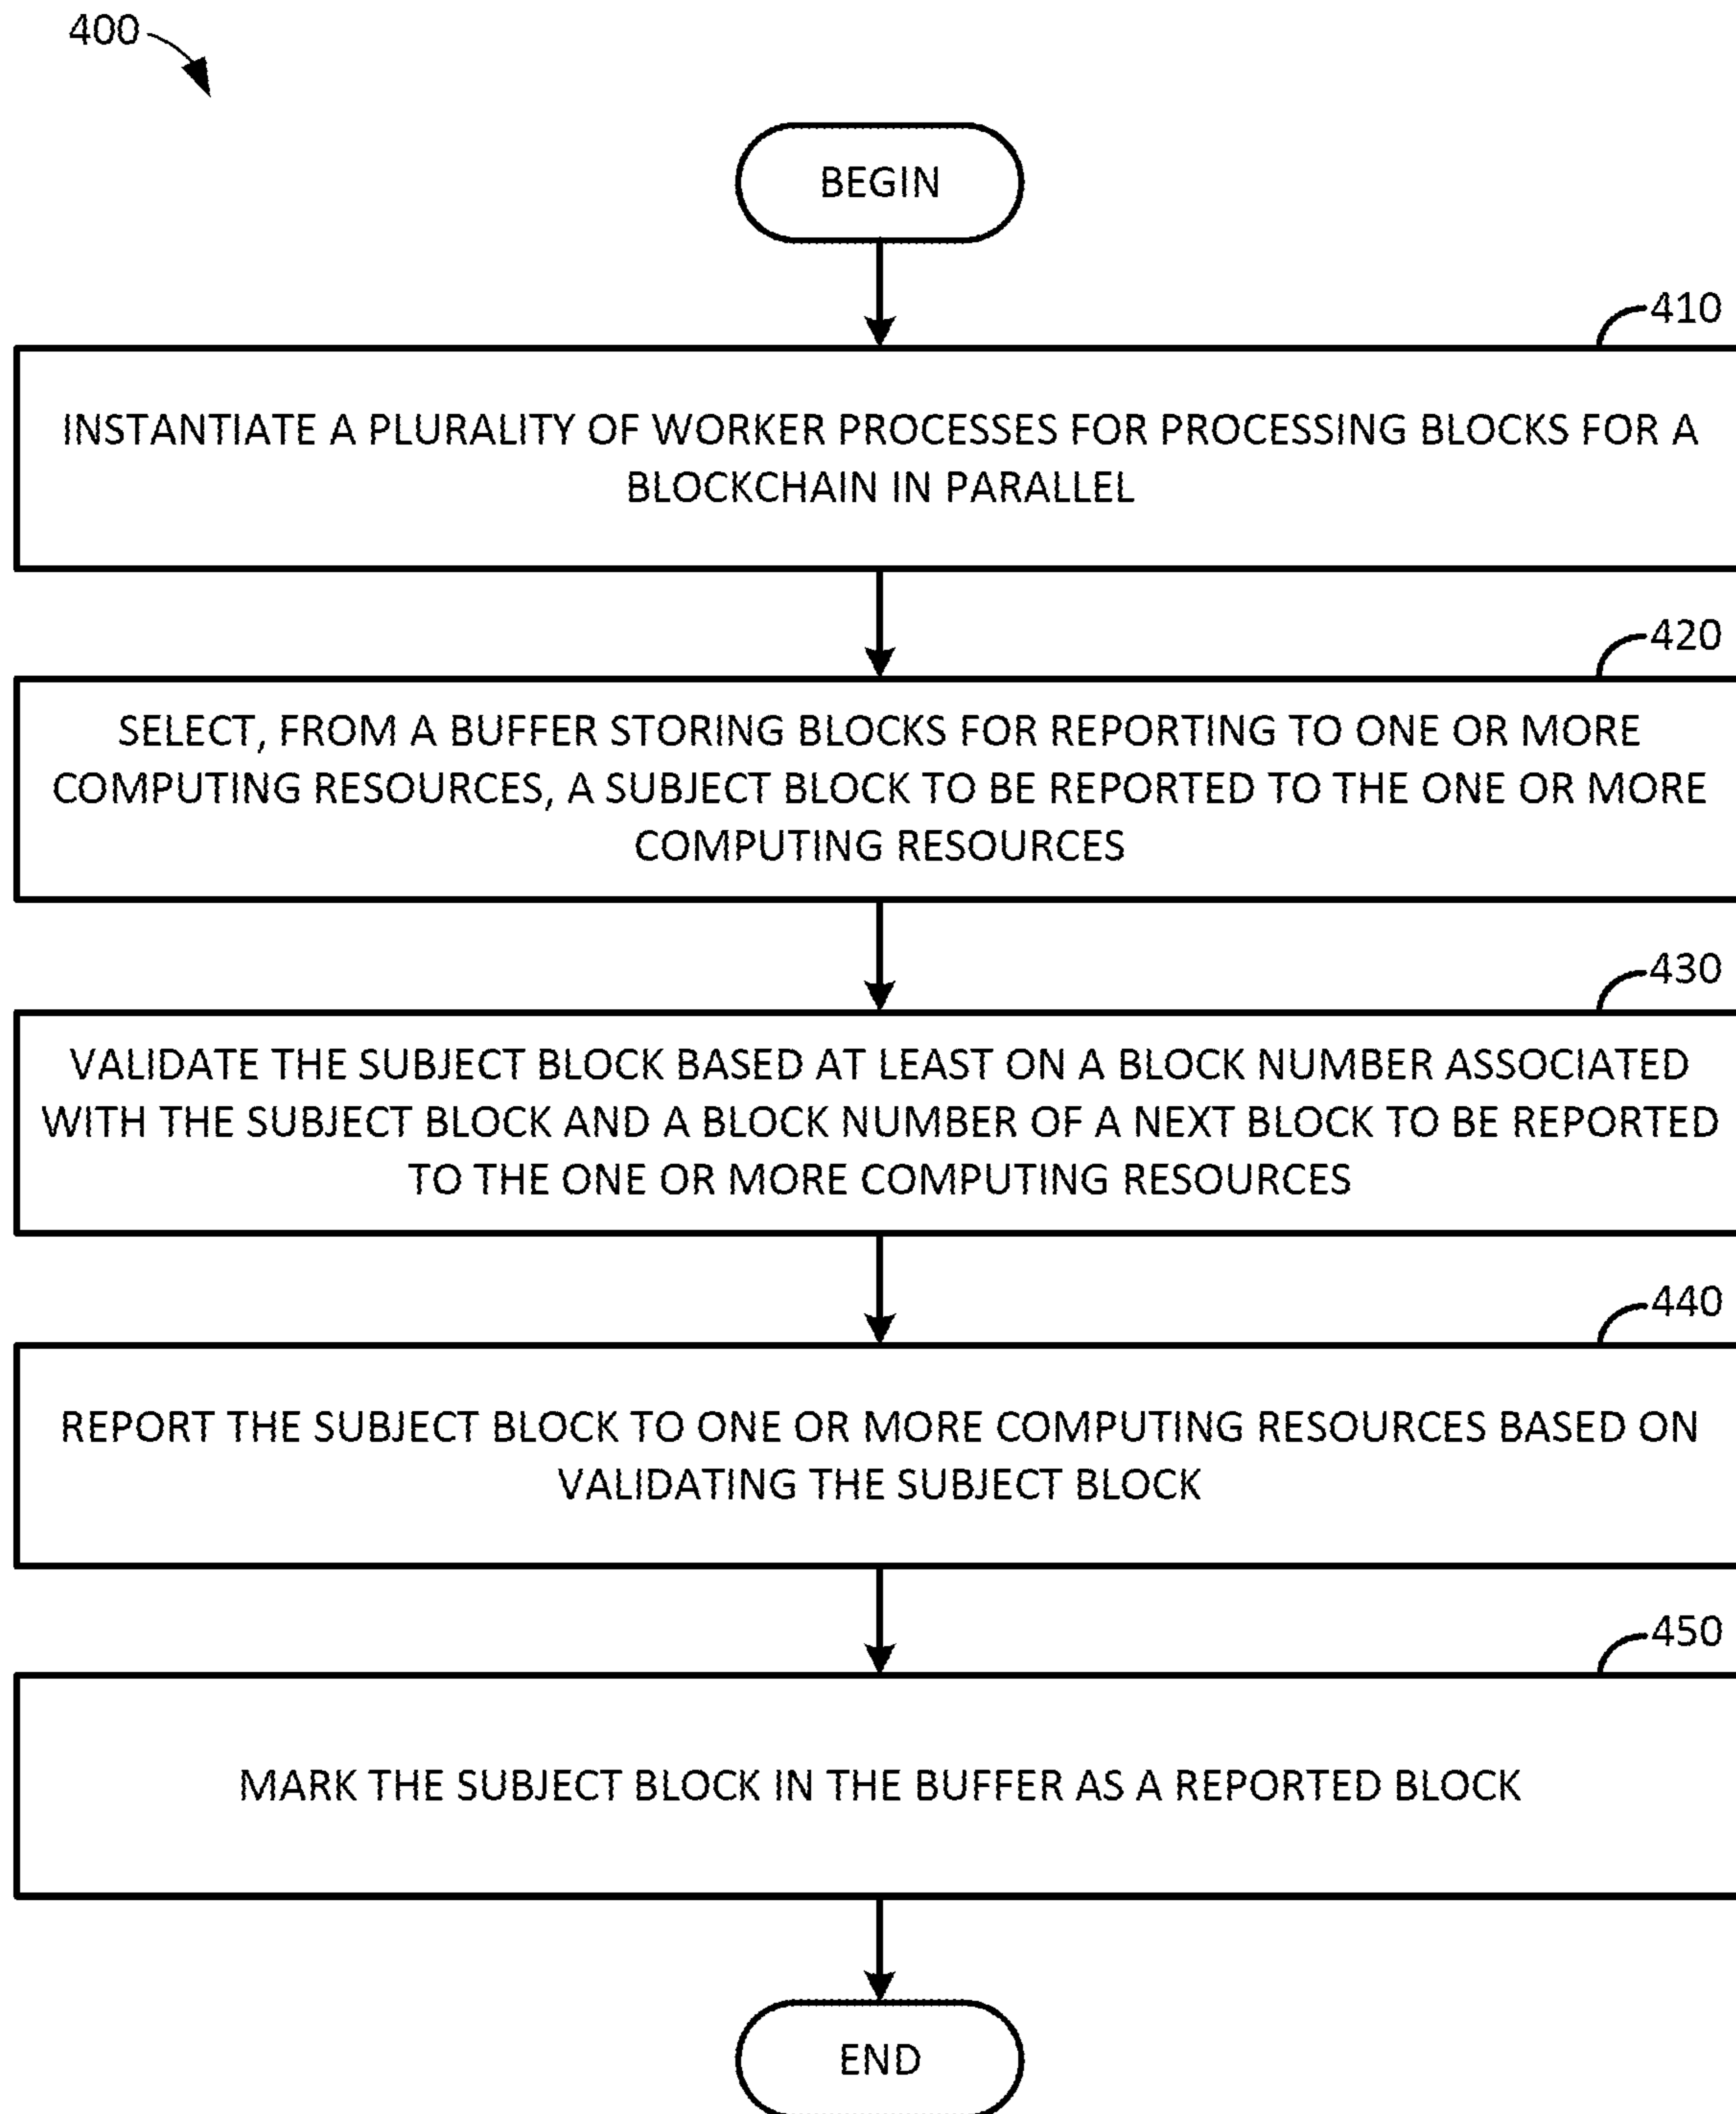 400
BEGIN
410
INSTANTIATE A PLURALITY OF WORKER PROCESSES FOR PROCESSING BLOCKS FOR A
BLOCKCHAIN IN PARALLEL
420
SELECT, FROM A BUFFER STORING BLOCKS FOR REPORTING TO ONE OR MORE
COMPUTING RESOURCES, A SUBJECT BLOCK TO BE REPORTED TO THE ONE OR MORE
COMPUTING RESOURCES
430
VALIDATE THE SUBJECT BLOCK BASED AT LEAST ON A BLOCK NUMBER ASSOCIATED
WITH THE SUBJECT BLOCK AND A BLOCK NUMBER OF A NEXT BLOCK TO BE REPORTED
TO THE ONE OR MORE COMPUTING RESOURCES
440
REPORT THE SUBJECT BLOCK TO ONE OR MORE COMPUTING RESOURCES BASED ON
VALIDATING THE SUBJECT BLOCK
450
MARK THE SUBJECT BLOCK IN THE BUFFER AS A REPORTED BLOCK
END